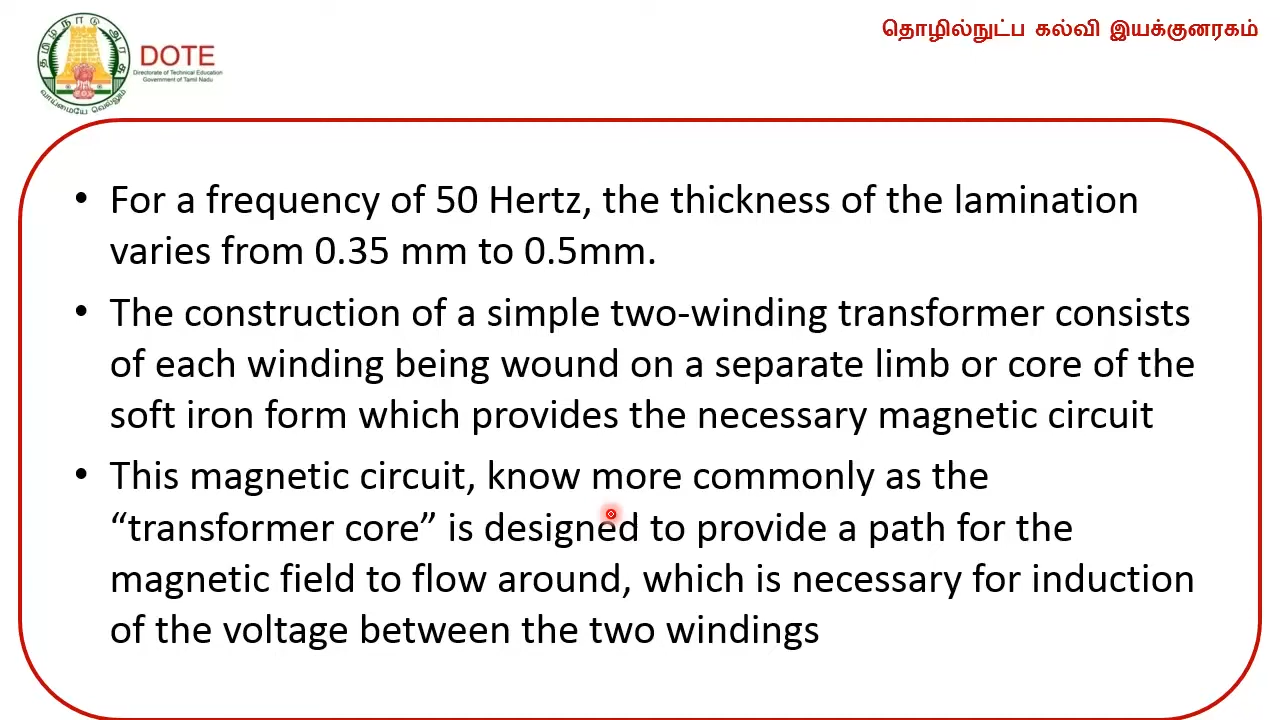 தமிழ்நாடு அரசு
வாய்மையே வெல்லும்
DOTE
Directorate of Technical Education
Government of Tamil Nadu
தொழில்நுட்ப கல்வி இயக்குனரகம்
• For a frequency of 50 Hertz, the thickness of the lamination
varies from 0.35 mm to 0.5mm.
• The construction of a simple two-winding transformer consists
of each winding being wound on a separate limb or core of the
soft iron form which provides the necessary magnetic circuit
• This magnetic circuit, know more commonly as the
“transformer core” is designed to provide a path for the
magnetic field to flow around, which is necessary for induction
of the voltage between the two windings